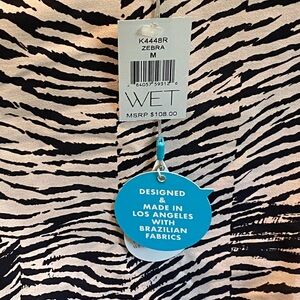 K4448R
ZEBRA
M
WET
MSRP $108.00
DESIGNED
&
MADE IN
LOS ANGELES
WITH
BRAZILIAN
FABRICS